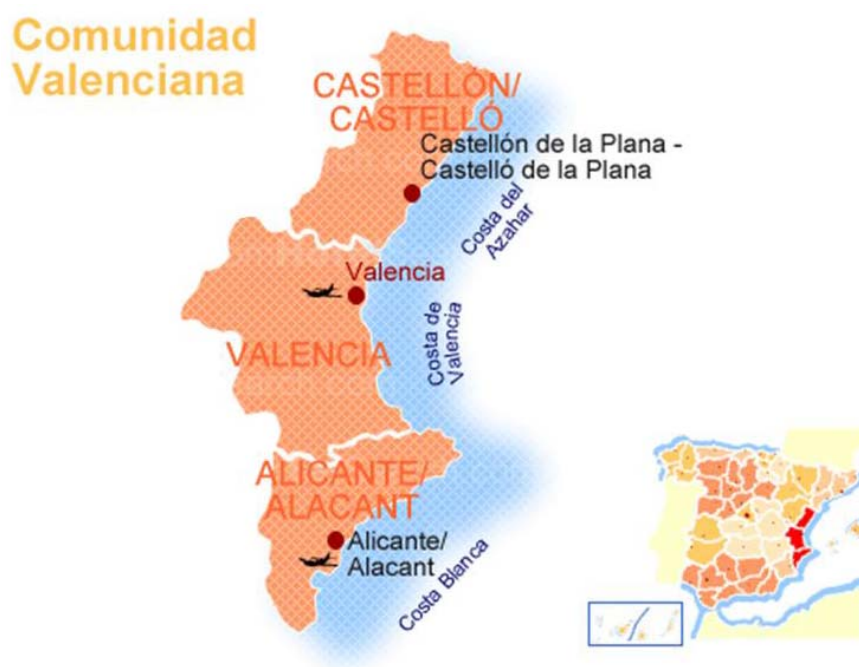 Comunidad
Valenciana
CASTELLÓN/
CASTELLÓ
Castellón de la Plana -
Castelló de la Plana
Costa del
Azahar
Valencia
Costa de
Valencia
VALENCIA
ALICANTE/
ALACANT
Alicante/
Alacant
Costa Blanca